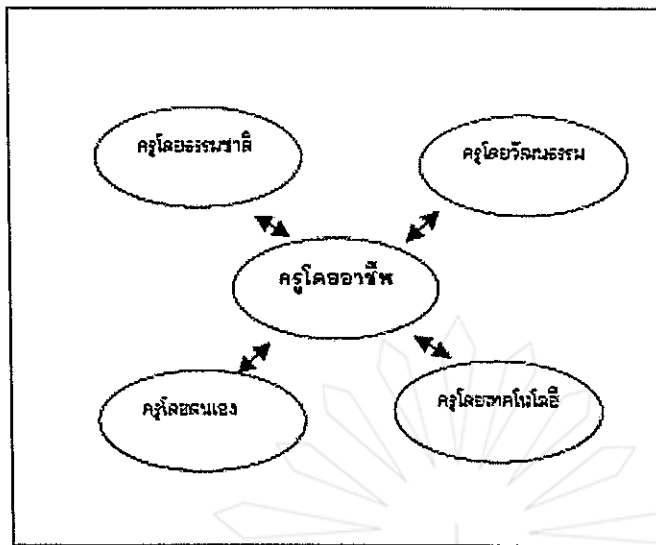 ครูโดยธรรมชาติ
ครูโดยวัฒนธรรม
ครูโดยอาชีพ
ครูโดยตนเอง
ครูโดยเทคโนโลยี